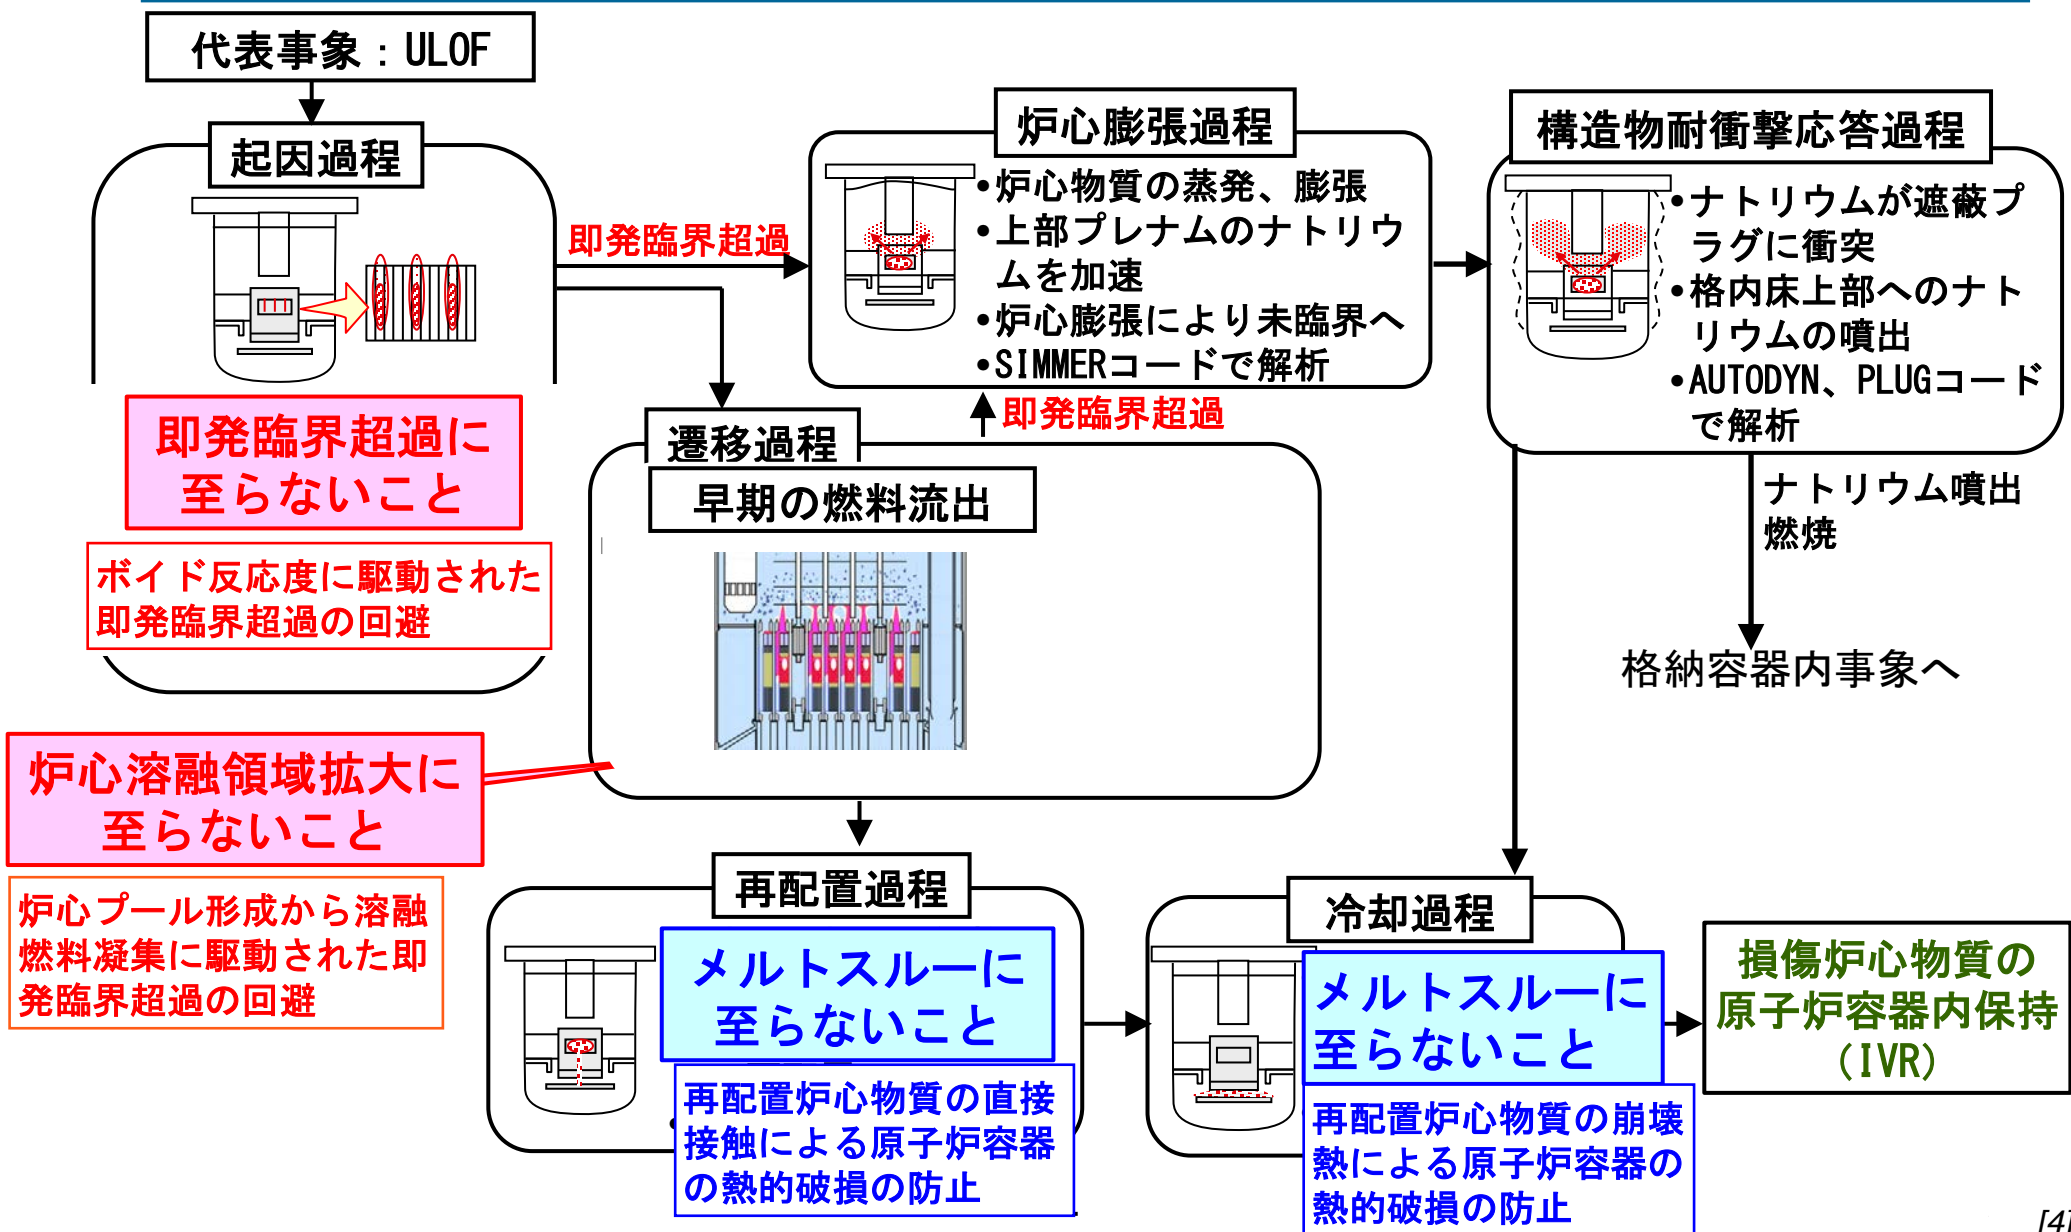 代表事象：ULOF
起因過程
即発臨界超過に
至らないこと
ボイド反応度に駆動された
即発臨界超過の回避
即発臨界超過
炉心膨張過程
•炉心物質の蒸発、膨張
•上部プレナムのナトリウ
ムを加速
•炉心膨張により未臨界へ
•SIMMERコードで解析
構造物耐衝撃応答過程
•ナトリウムが遮蔽プ
ラグに衝突
•格内床上部へのナト
リウムの噴出
•AUTODYN、PLUGコード
で解析
即発臨界超過
遷移過程
早期の燃料流出
ナトリウム噴出
燃焼
格納容器内事象へ
炉心溶融領域拡大に
至らないこと
炉心プール形成から溶融
燃料凝集に駆動された即
発臨界超過の回避
再配置過程
メルトスルーに
至らないこと
再配置炉心物質の直接
接触による原子炉容器
の熱的破損の防止
冷却過程
メルトスルーに
至らないこと
再配置炉心物質の崩壊
熱による原子炉容器の
熱的破損の防止
損傷炉心物質の
原子炉容器内保持
（IVR）
[4]